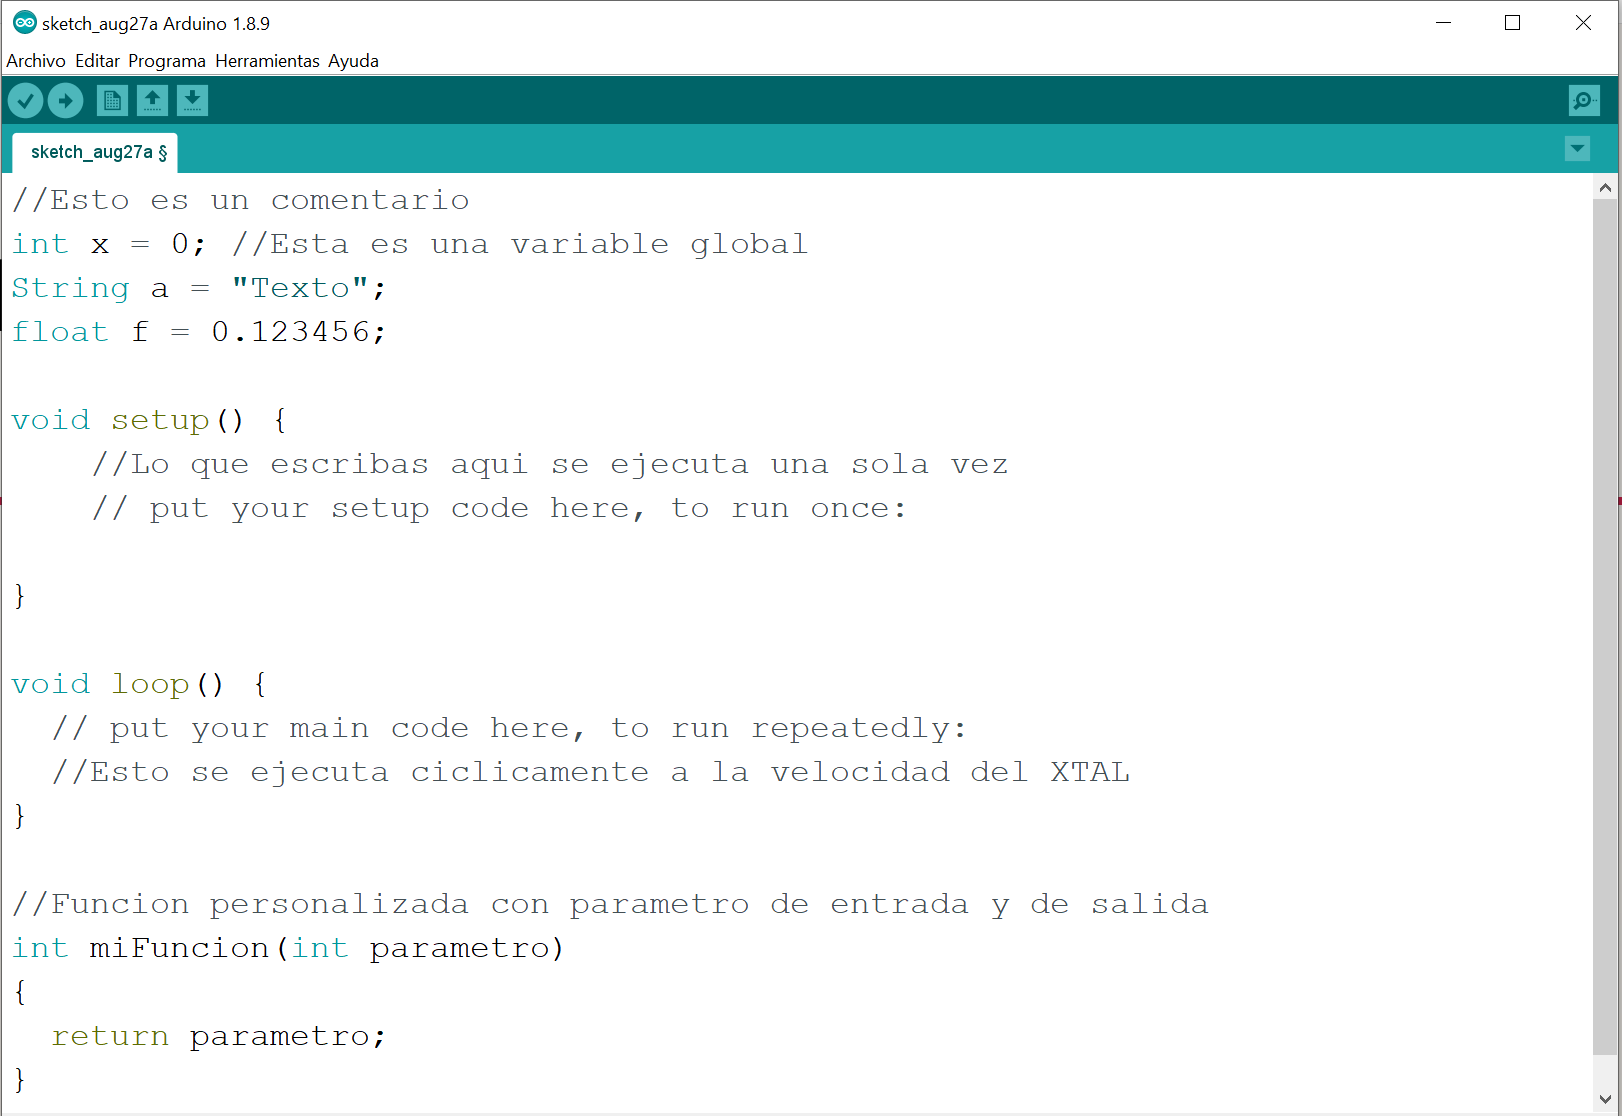 sketch_aug27a Arduino 1.8.9
Archivo Editar Programa Herramientas Ayuda
sketch_aug27a §
//Esto es un comentario
int x = 0; //Esta es una variable global
String a = "Texto";
float f = 0.123456;
void setup() {
    //Lo que escribas aqui se ejecuta una sola vez
    // put your setup code here, to run once:
}
void loop() {
  // put your main code here, to run repeatedly:
  //Esto se ejecuta ciclicamente a la velocidad del XTAL
}
//Funcion personalizada con parametro de entrada y de salida
int miFuncion(int parametro)
{
  return parametro;
}